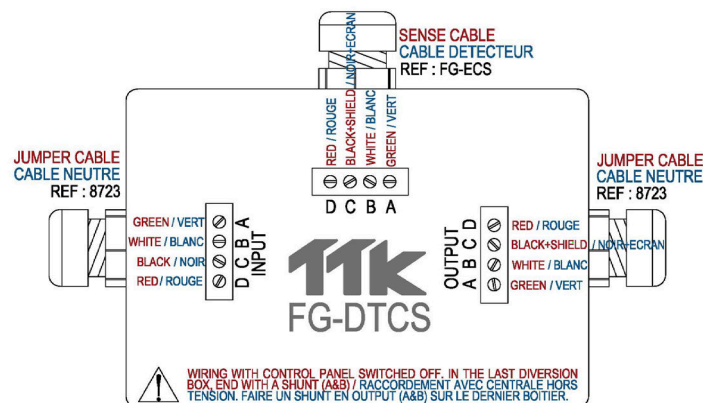 SENSE CABLE
CABLE DETECTEUR
REF : FG-ECS
RED / ROUGE
BLACK+SHIELD / NOIR+ECRAN
WHITE / BLANC
GREEN / VERT
D C B A
JUMPER CABLE
CABLE NEUTRE
REF : 8723
GREEN / VERT
WHITE / BLANC
BLACK / NOIR
RED / ROUGE
D C B A
INPUT
TTK
FG-DTCS
OUTPUT
A B C D
RED / ROUGE
BLACK+SHIELD / NOIR+ECRAN
WHITE / BLANC
GREEN / VERT
JUMPER CABLE
CABLE NEUTRE
REF : 8723
WIRING WITH CONTROL PANEL SWITCHED OFF. IN THE LAST DIVERSION
BOX, END WITH A SHUNT (A&B) / RACCORDEMENT AVEC CENTRALE HORS
TENSION. FAIRE UN SHUNT EN OUTPUT (A&B) SUR LE DERNIER BOITIER.